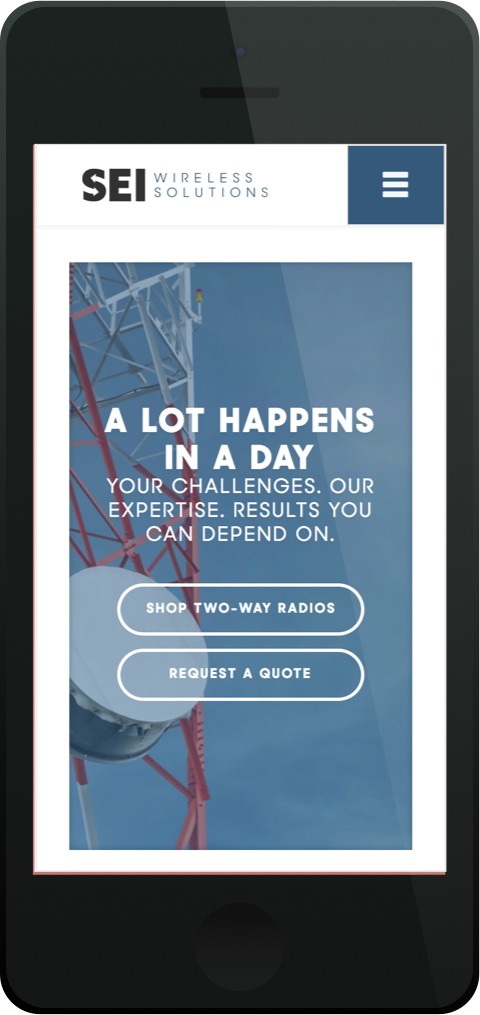 SEI WIRELESS
SOLUTIONS
A LOT HAPPENS
IN A DAY
YOUR CHALLENGES. OUR
EXPERTISE. RESULTS YOU
CAN DEPEND ON.
SHOP TWO-WAY RADIOS
REQUEST A QUOTE